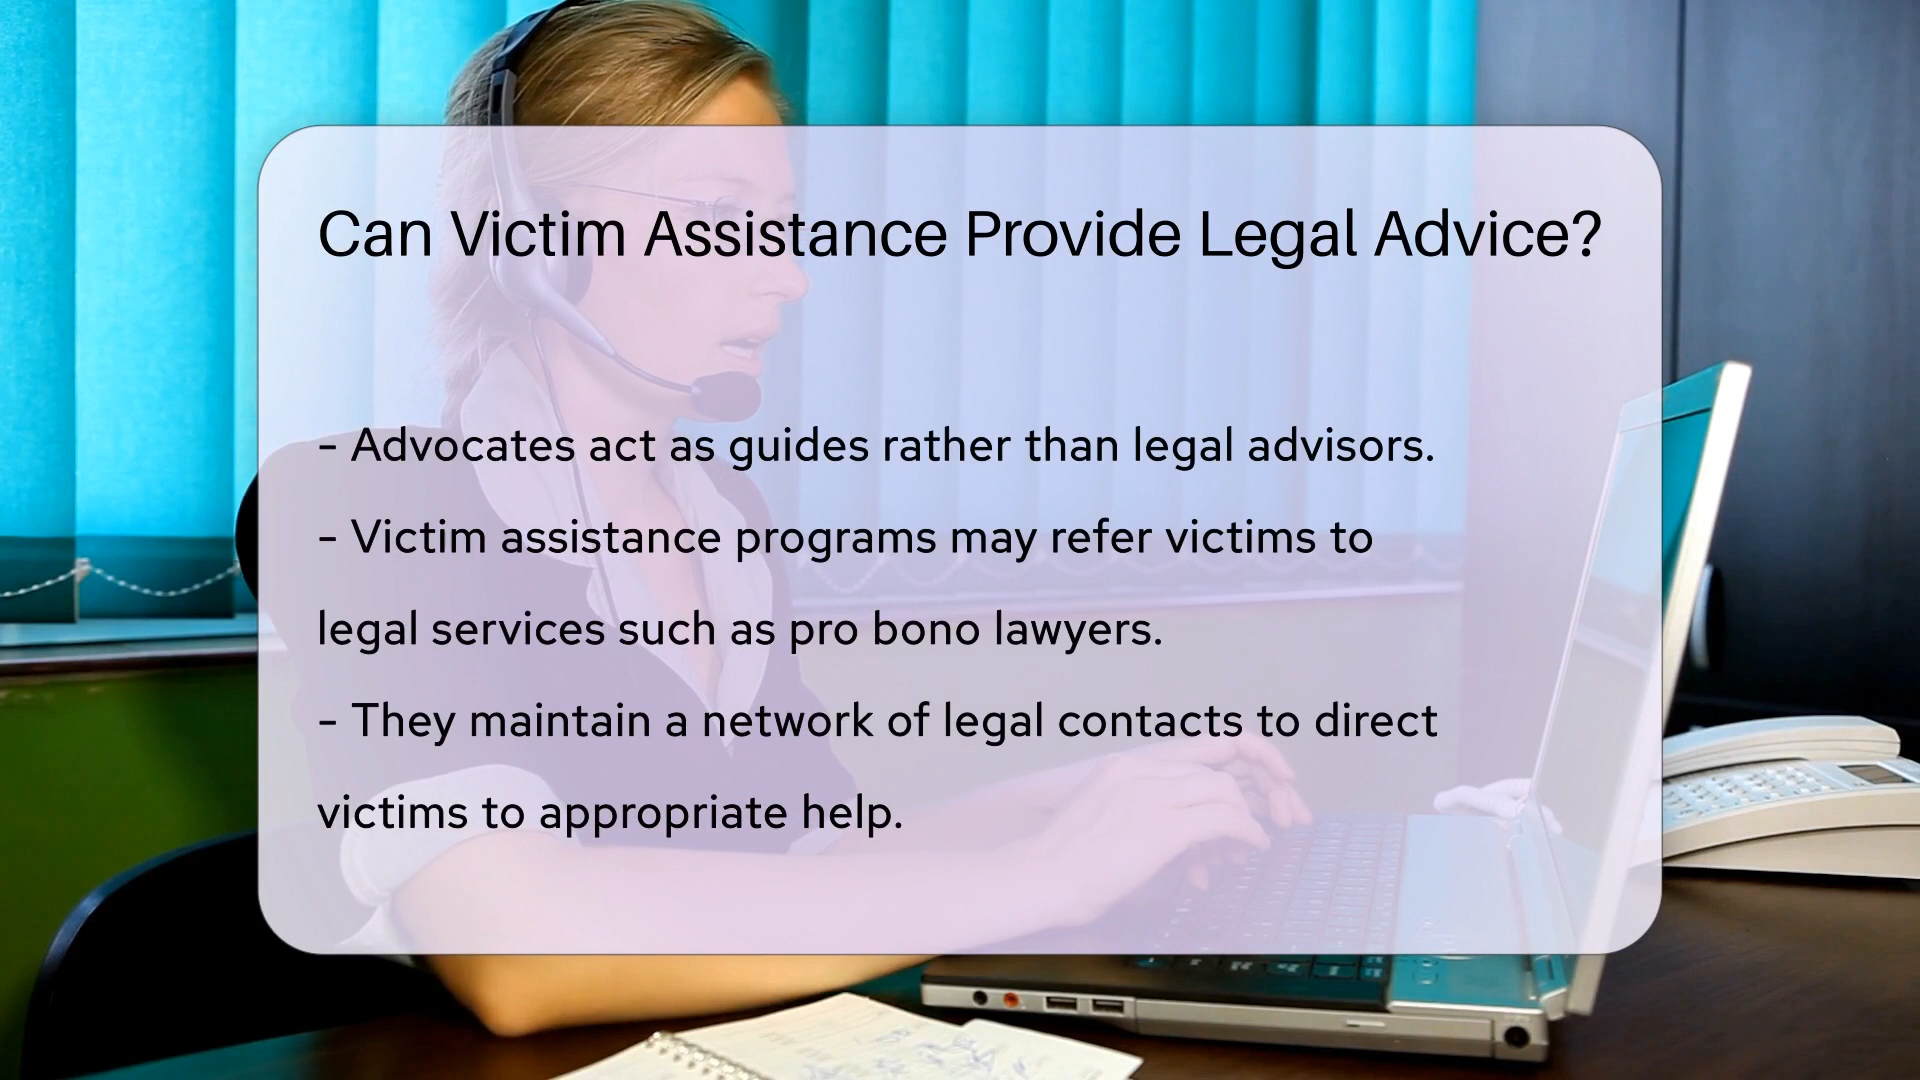 Can Victim Assistance Provide Legal Advice?
– Advocates act as guides rather than legal advisors.
– Victim assistance programs may refer victims to
legal services such as pro bono lawyers.
– They maintain a network of legal contacts to direct
victims to appropriate help.